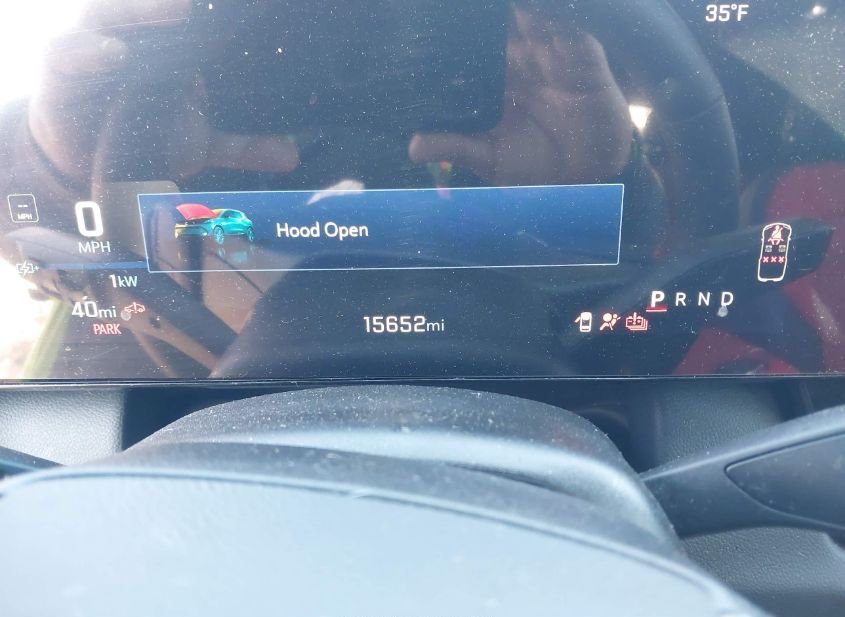 35°F
--
MPH
0
MPH
Hood Open
1kW
40mi
PARK
15652mi
P R N D